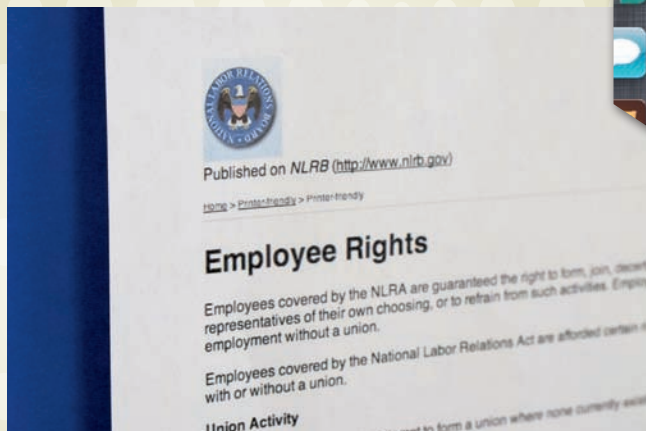 NATIONAL LABOR RELATIONS BOARD
Published on NLRB (http://www.nlrb.gov)
Home > Printer-friendly > Printer-friendly
Employee Rights
Employees covered by the NLRA are guaranteed the right to form, join,
representatives of their own choosing, or to refrain from such activities.
employment without a union.
Employees covered by the National Labor Relations Act are afforded certain
with or without a union.
Union Activity
to form a union where none currently